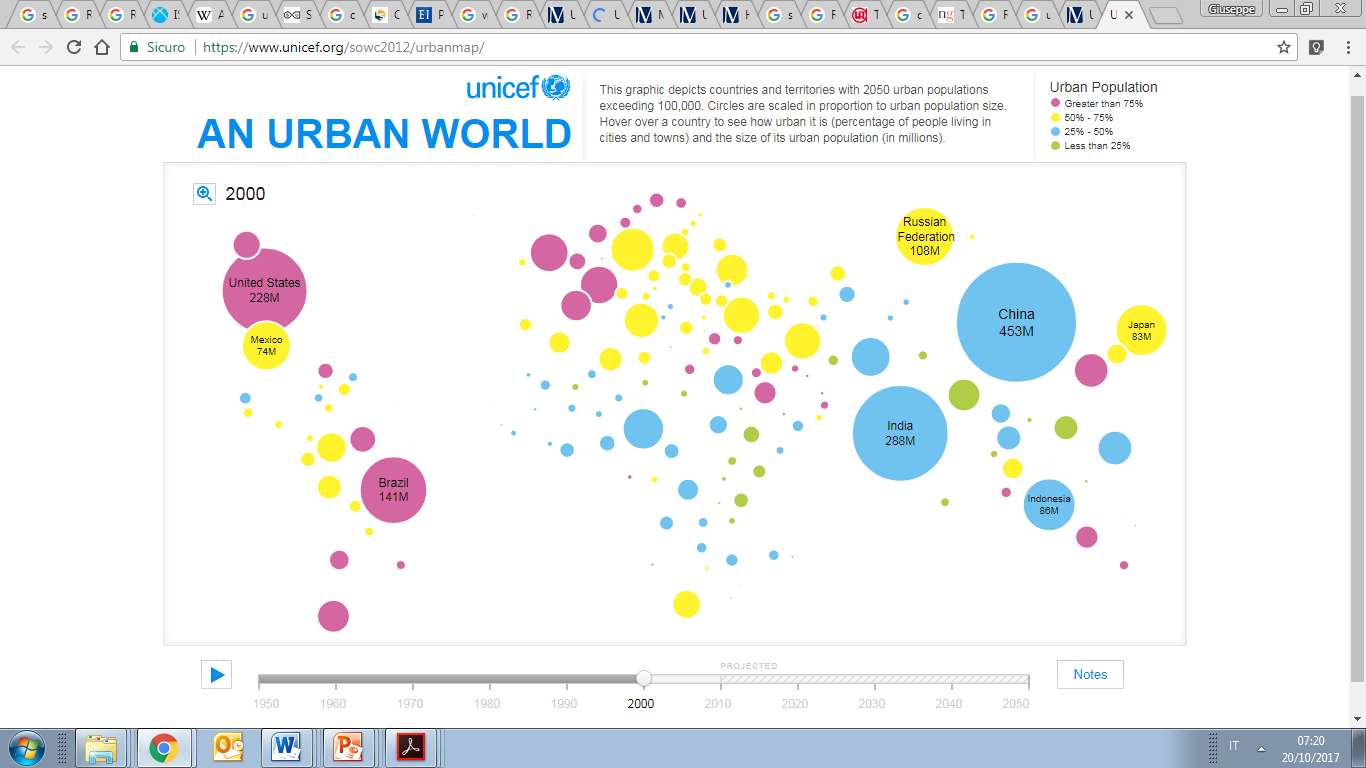 Giuseppe
Sicuro
https://www.unicef.org/sowc2012/urbanmap/
unicef
AN URBAN WORLD
This graphic depicts countries and territories with 2050 urban populations
exceeding 100,000. Circles are scaled in proportion to urban population size.
Hover over a country to see how urban it is (percentage of people living in
cities and towns) and the size of its urban population (in millions).
Urban Population
Greater than 75%
50% - 75%
25% - 50%
Less than 25%
2000
United States
228M
Mexico
74M
Brazil
141M
Russian
Federation
108M
China
453M
Japan
83M
India
288M
Indonesia
86M
PROJECTED
1950 1960 1970 1980 1990 2000 2010 2020 2030 2040 2050
Notes
IT
07:20
20/10/2017